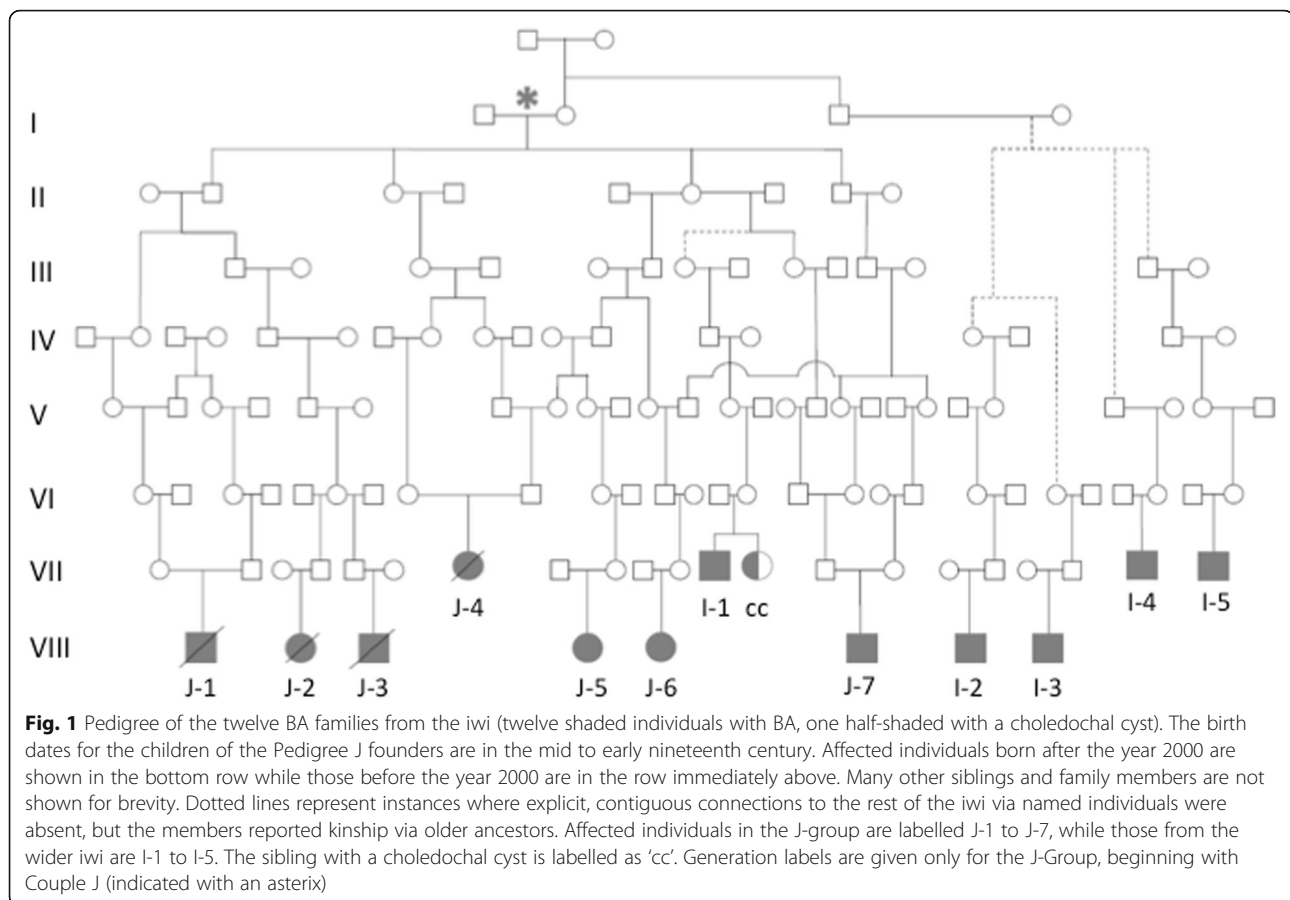 *
I
II
III
IV
V
VI
VII
J-4
I-1 cc
I-4
I-5
VIII
J-1
J-2
J-3
J-5
J-6
J-7
I-2
I-3
Fig. 1 Pedigree of the twelve BA families from the iwi (twelve shaded individuals with BA, one half-shaded with a choledochal cyst). The birth
dates for the children of the Pedigree J founders are in the mid to early nineteenth century. Affected individuals born after the year 2000 are
shown in the bottom row while those before the year 2000 are in the row immediately above. Many other siblings and family members are not
shown for brevity. Dotted lines represent instances where explicit, contiguous connections to the rest of the iwi via named individuals were
absent, but the members reported kinship via older ancestors. Affected individuals in the J-group are labelled J-1 to J-7, while those from the
wider iwi are I-1 to I-5. The sibling with a choledochal cyst is labelled as ‘cc’. Generation labels are given only for the J-Group, beginning with
Couple J (indicated with an asterix)